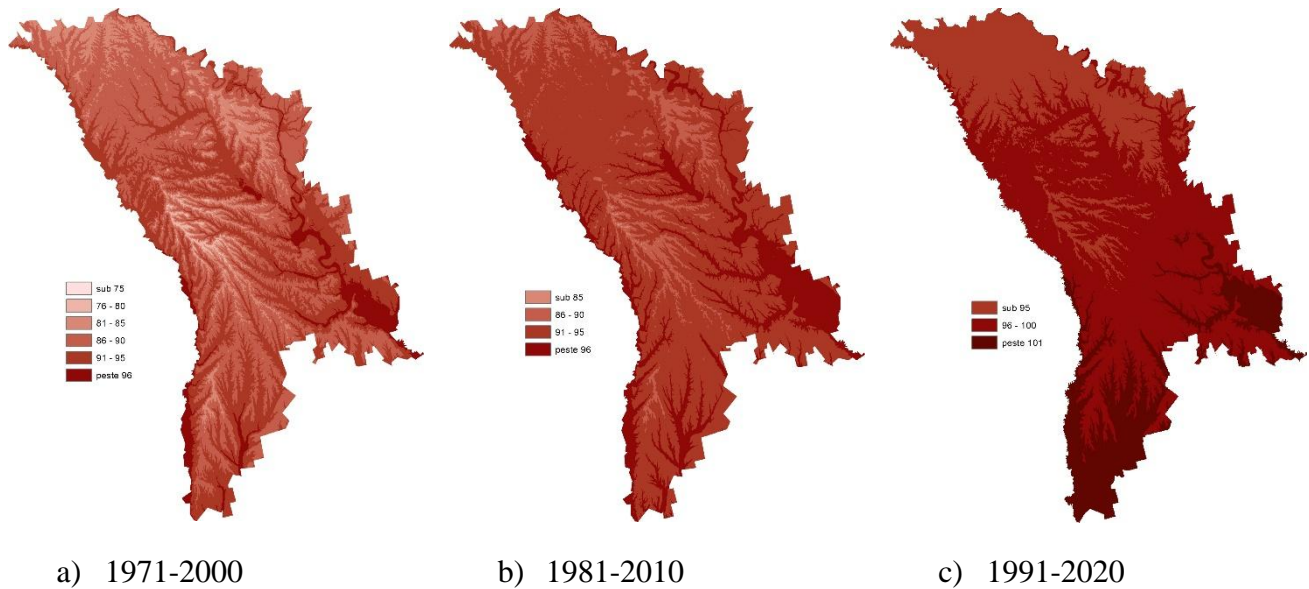 sub 75
76 - 80
81 - 85
86 - 90
91 - 95
peste 96
sub 85
86 - 90
91 - 95
peste 96
sub 95
96 - 100
peste 101
a) 1971-2000
b) 1981-2010
c) 1991-2020